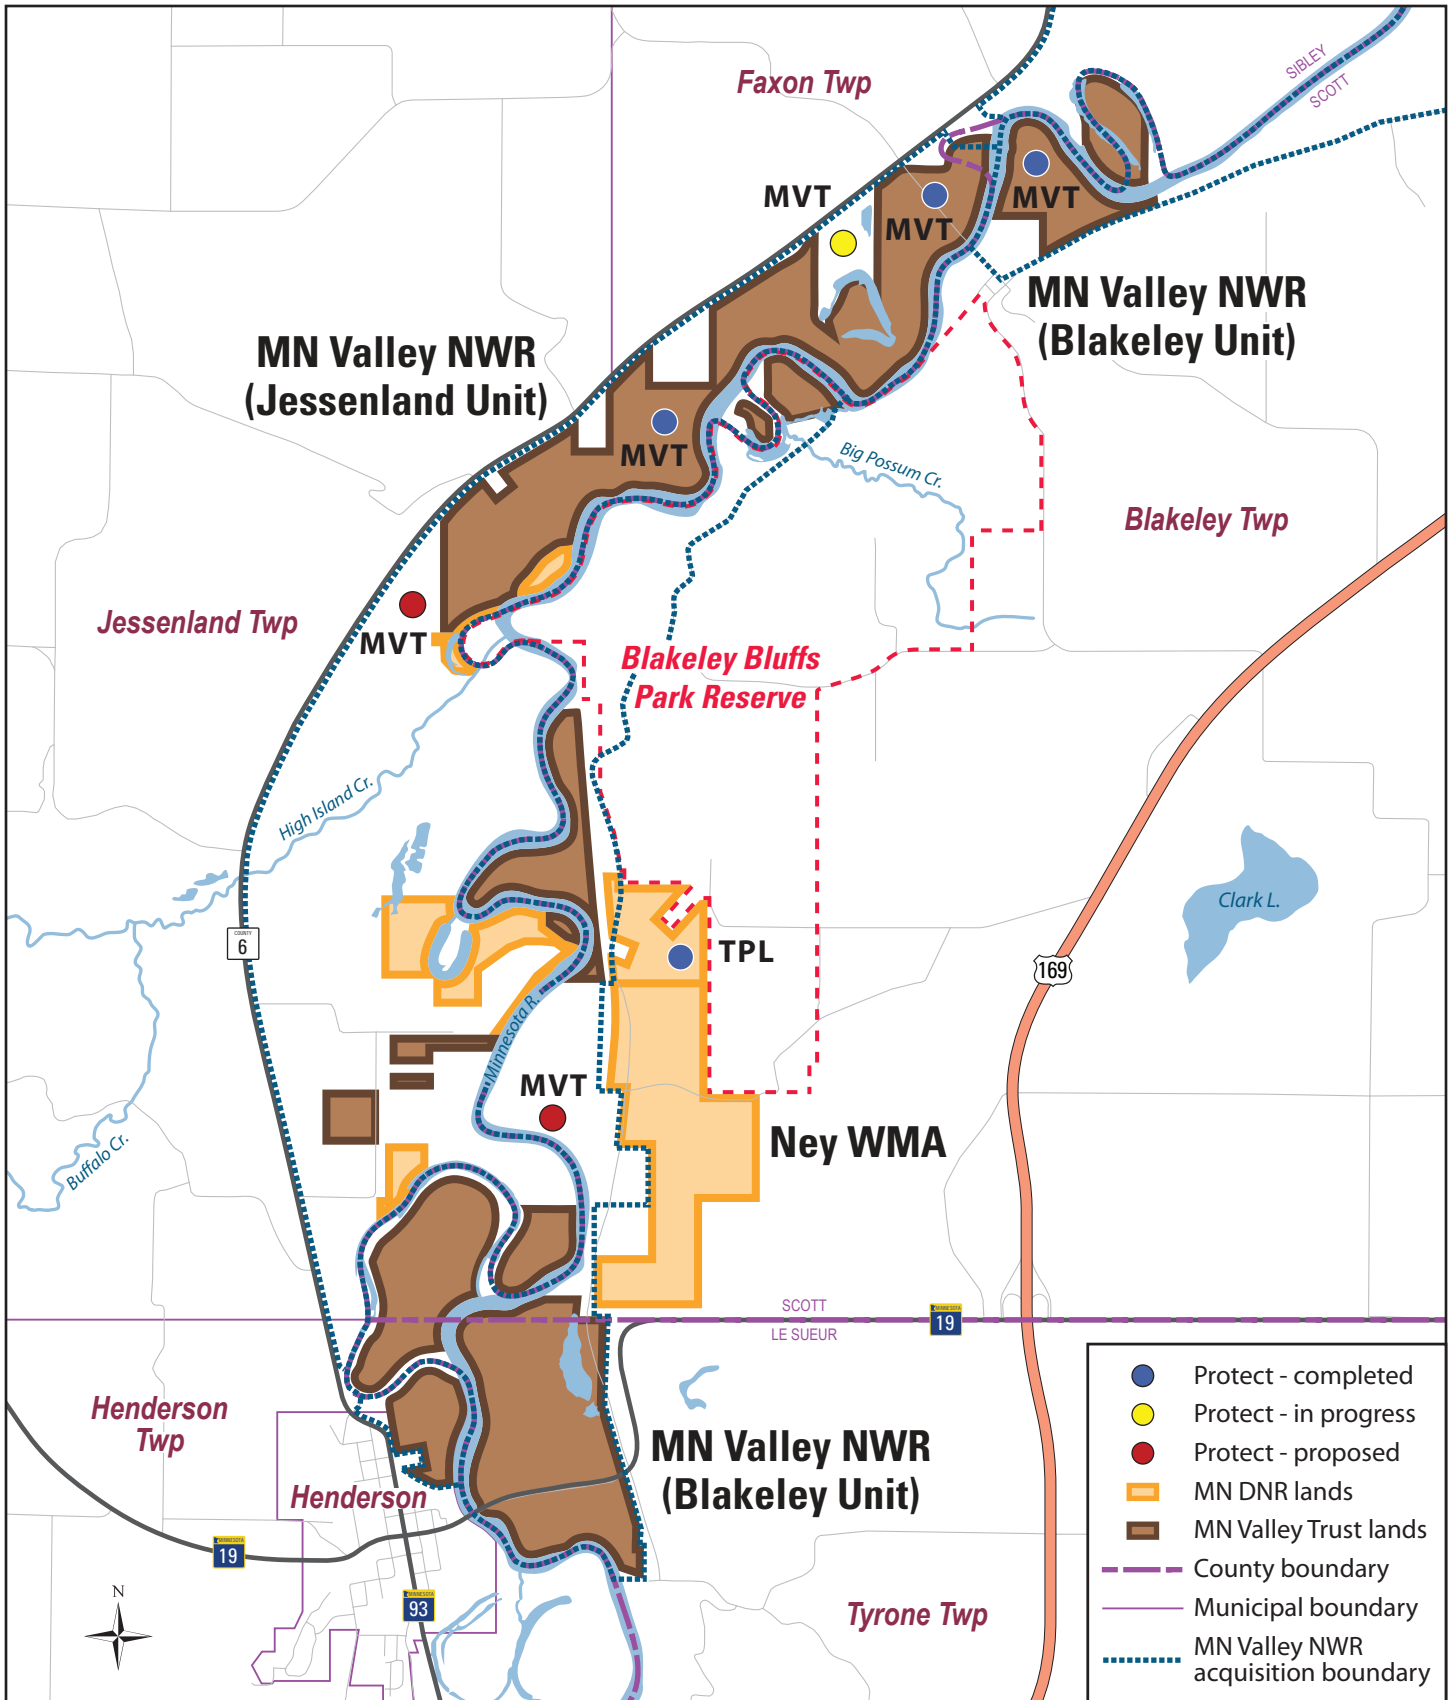 Faxon Twp
SIBLEY
SCOTT
MVT
MVT
MVT
MN Valley NWR
(Blakeley Unit)
MN Valley NWR
(Jessenland Unit)
MVT
Big Possum Cr.
Blakeley Twp
Jessenland Twp
MVT
Blakeley Bluffs
Park Reserve
High Island Cr.
Clark L.
COUNTY
6
TPL
169
Minnesota R.
MVT
Ney WMA
Buffalo Cr.
SCOTT
LE SUEUR
MINNESOTA
19
Henderson
Twp
MN Valley NWR
(Blakeley Unit)
Henderson
MINNESOTA
19
MINNESOTA
93
N
Tyrone Twp
Protect - completed
Protect - in progress
Protect - proposed
MN DNR lands
MN Valley Trust lands
County boundary
Municipal boundary
MN Valley NWR
acquisition boundary